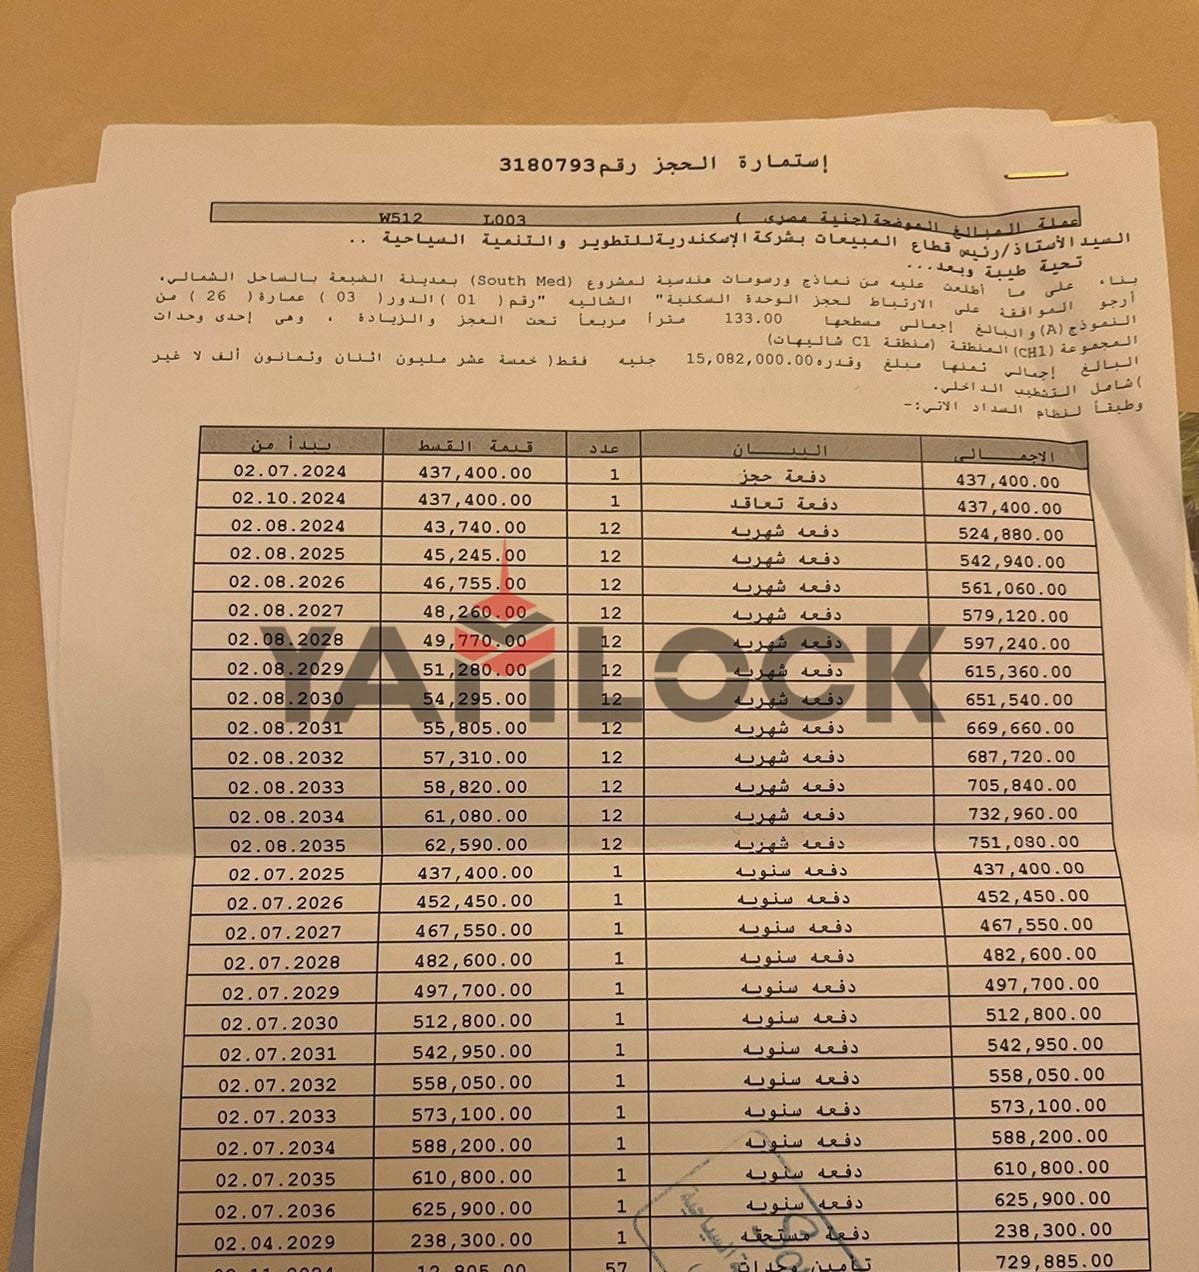 إستمارة الحجز رقم3180793
عملة المبالغ الموضحة(جنية مصرى ) L003 W512
السيد الأستاذ/رئيس قطاع المبيعات بشركة الإسكندريةللتطوير والتنمية السياحية ..
تحية طيبة وبعد...
بناء على ما أطلعت عليه من نماذج ورسومات هندسية لمشروع (South Med) بمدينة الضبعة بالساحل الشمالي،
أرجو الموافقة على الارتباط لحجز الوحدة السكنية" الشاليه "رقم( 01 )الدور( 03 ) عمارة( 26 ) من
النموذج(A)والبالغ إجمالى مسطحها 133.00 مترأ مربعأ تحت العجز والزيادة ، وهى إحدى وحدات
المجموعة(CH1)المنطقة (منطقة C1 شاليهات)
البالغ إجمالي ثمنها مبلغ وقدره15,082,000.00 جنيه فقط( خمسة عشر مليون اثنان وثمانون ألف لا غير
)شامل التشطيب الداخلي.
وطبقأ لنظام السداد الاتي:-
الإجمـــالى البيـــــان عدد قيمة القسط يبدأ من
437,400.00 دفعة حجز 1 437,400.00 02.07.2024
437,400.00 دفعة تعاقد 1 437,400.00 02.10.2024
524,880.00 دفعه شهريه 12 43,740.00 02.08.2024
542,940.00 دفعه شهريه 12 45,245.00 02.08.2025
561,060.00 دفعه شهريه 12 46,755.00 02.08.2026
579,120.00 دفعه شهريه 12 48,260.00 02.08.2027
597,240.00 دفعه شهريه 12 49,770.00 02.08.2028
615,360.00 دفعه شهريه 12 51,280.00 02.08.2029
651,540.00 دفعه شهريه 12 54,295.00 02.08.2030
669,660.00 دفعه شهريه 12 55,805.00 02.08.2031
687,720.00 دفعه شهريه 12 57,310.00 02.08.2032
705,840.00 دفعه شهريه 12 58,820.00 02.08.2033
732,960.00 دفعه شهريه 12 61,080.00 02.08.2034
751,080.00 دفعه شهريه 12 62,590.00 02.08.2035
437,400.00 دفعه سنويه 1 437,400.00 02.07.2025
452,450.00 دفعه سنويه 1 452,450.00 02.07.2026
467,550.00 دفعه سنويه 1 467,550.00 02.07.2027
482,600.00 دفعه سنويه 1 482,600.00 02.07.2028
497,700.00 دفعه سنويه 1 497,700.00 02.07.2029
512,800.00 دفعه سنويه 1 512,800.00 02.07.2030
542,950.00 دفعه سنويه 1 542,950.00 02.07.2031
558,050.00 دفعه سنويه 1 558,050.00 02.07.2032
573,100.00 دفعه سنويه 1 573,100.00 02.07.2033
588,200.00 دفعه سنويه 1 588,200.00 02.07.2034
610,800.00 دفعه سنويه 1 610,800.00 02.07.2035
625,900.00 دفعه سنويه 1 625,900.00 02.07.2036
238,300.00 دفعة مستحقه 1 238,300.00 02.04.2029
729,885.00 تأمين وحدات 57 12,805.00
YAMLOCK